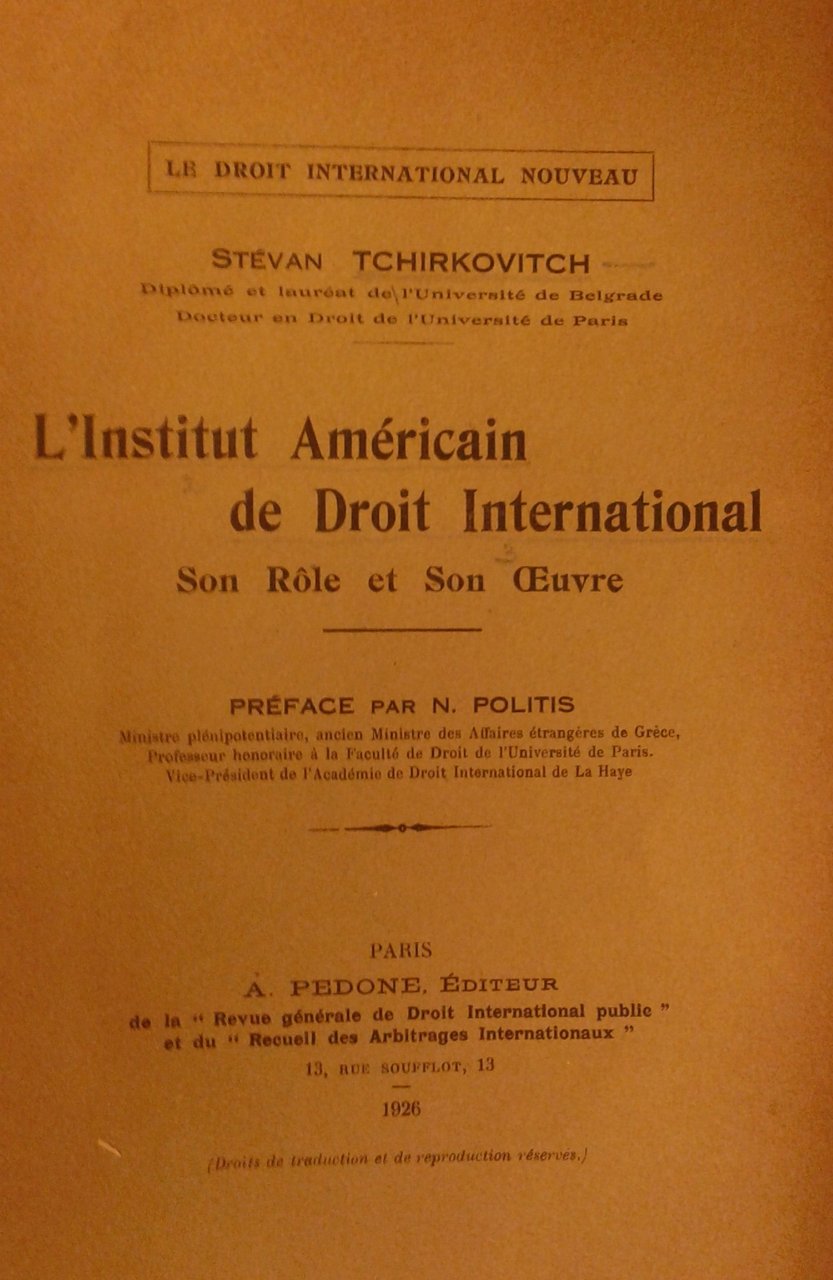 LE DROIT INTERNATIONAL NOUVEAU
STÉVAN TCHIRKOVITCH
Diplômé et lauréat de l'Université de Belgrade
Docteur en Droit de l'Université de Paris
L'Institut Américain
de Droit International
Son Rôle et Son Œuvre
PRÉFACE PAR N. POLITIS
Ministre plénipotentiaire, ancien Ministre des Affaires étrangères de Grèce,
Professeur honoraire à la Faculté de Droit de l'Université de Paris.
Vice-Président de l'Académie de Droit International de La Haye
PARIS
A. PEDONE, ÉDITEUR
de la “ Revue générale de Droit International public ”
et du “ Recueil des Arbitrages Internationaux ”
13, RUE SOUFFLOT, 13
1926
(Droits de traduction et de reproduction réservés.)